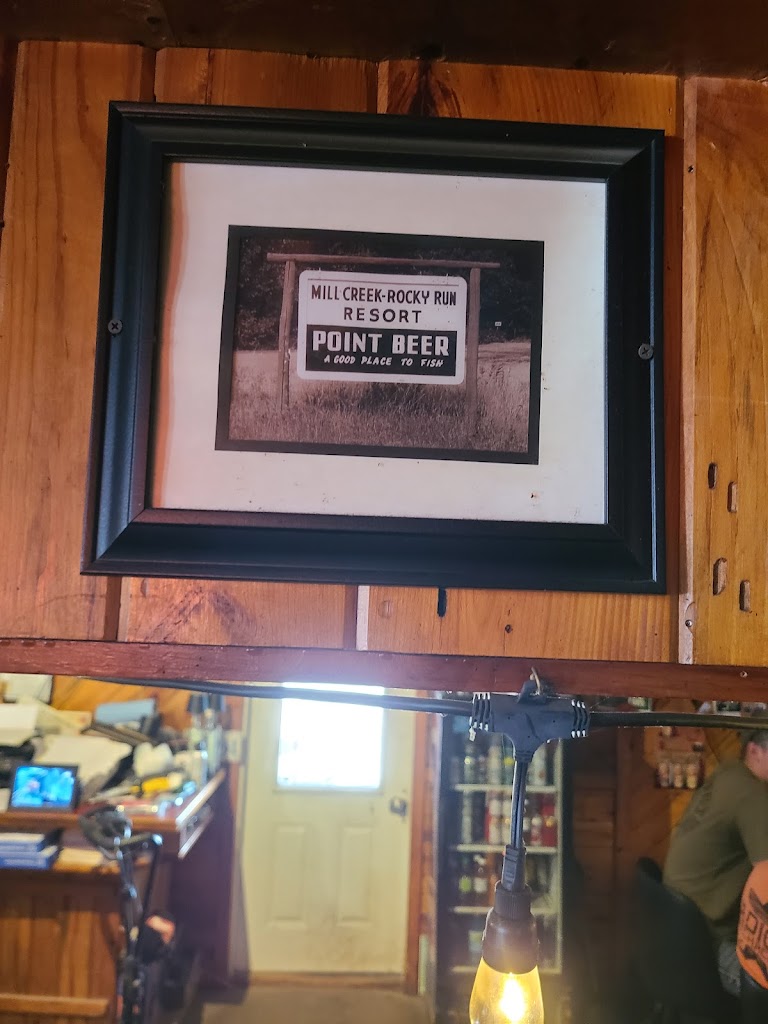 MILL CREEK-ROCKY RUN
RESORT
POINT BEER
A GOOD PLACE TO FISH